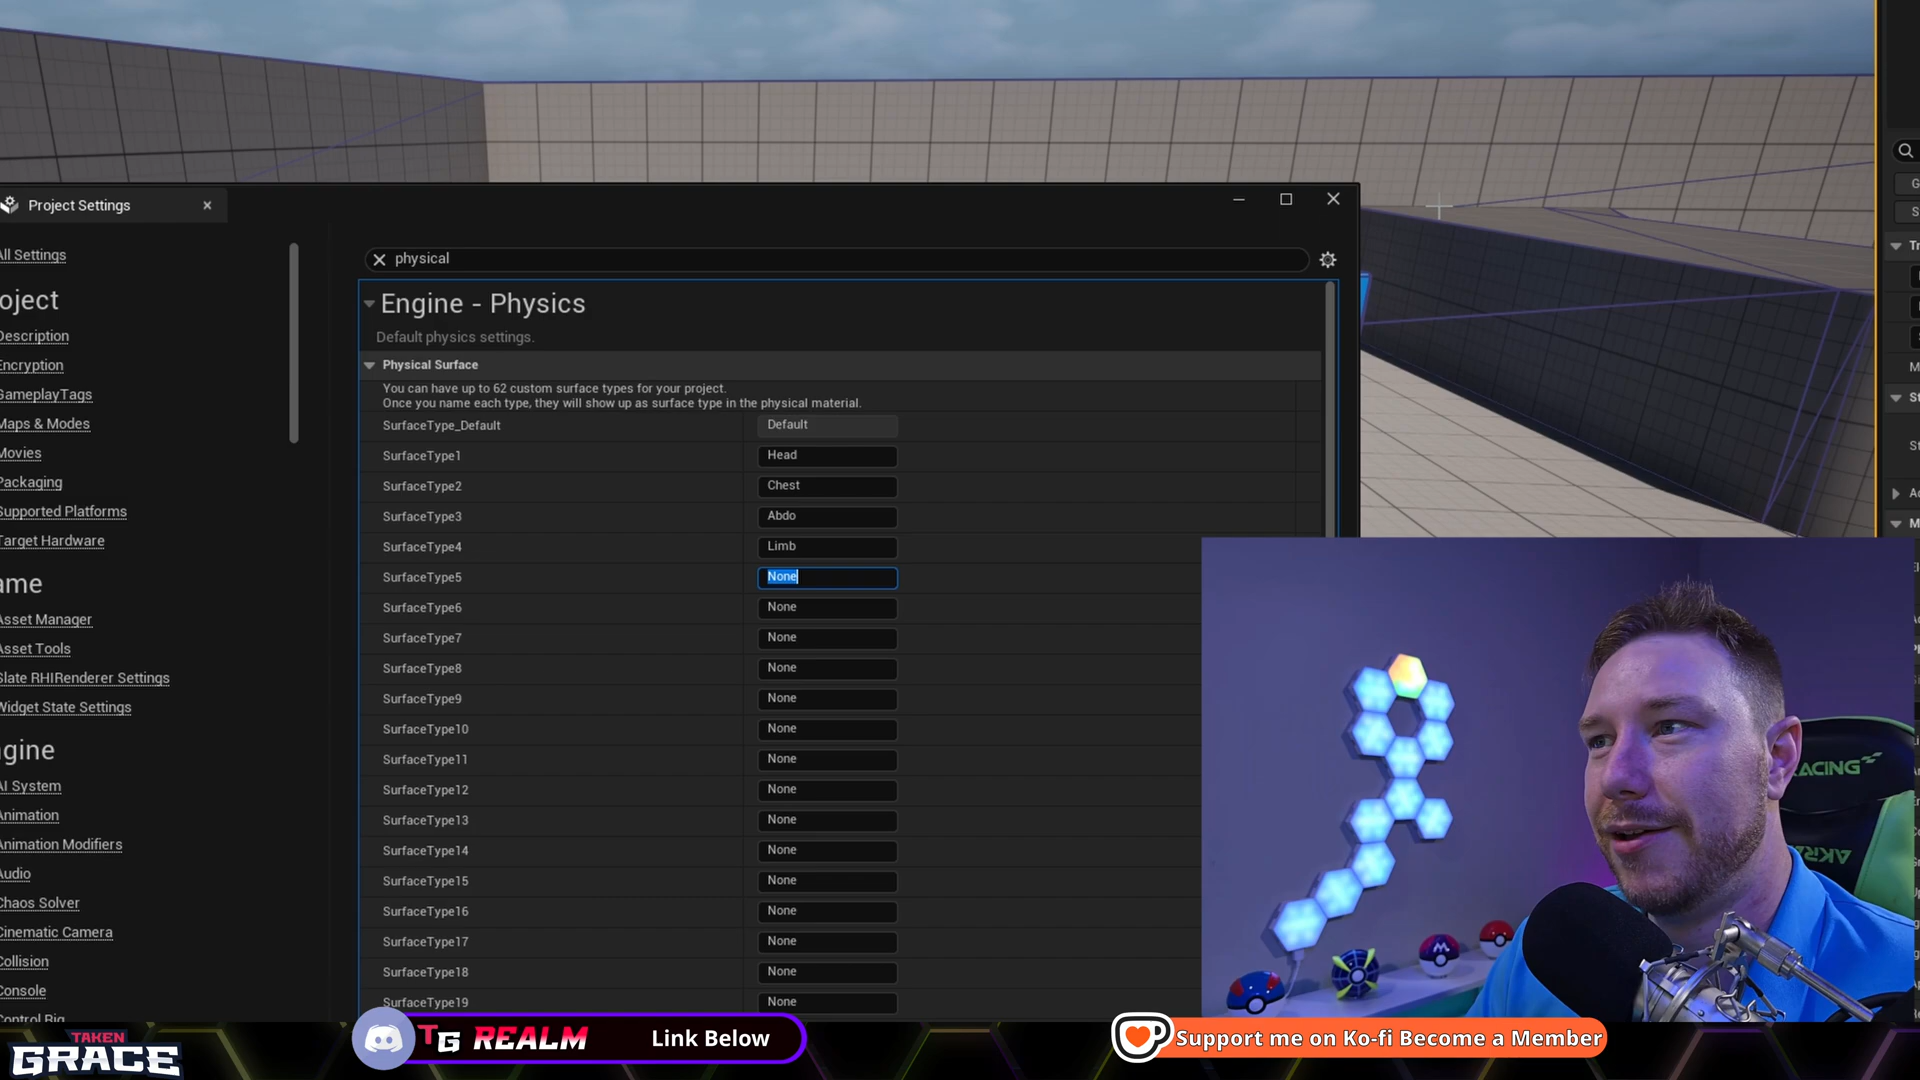 Project Settings
All Settings
oject
Description
Encryption
GameplayTags
Maps & Modes
Movies
Packaging
Supported Platforms
Target Hardware
ame
Asset Manager
Asset Tools
Slate RHIRenderer Settings
Widget State Settings
gine
AI System
Animation
Animation Modifiers
Audio
Chaos Solver
Cinematic Camera
Collision
Console
Control Rig
physical
Engine - Physics
Default physics settings.
Physical Surface
You can have up to 62 custom surface types for your project.
Once you name each type, they will show up as surface type in the physical material.
SurfaceType_Default Default
SurfaceType1 Head
SurfaceType2 Chest
SurfaceType3 Abdo
SurfaceType4 Limb
SurfaceType5 None
SurfaceType6 None
SurfaceType7 None
SurfaceType8 None
SurfaceType9 None
SurfaceType10 None
SurfaceType11 None
SurfaceType12 None
SurfaceType13 None
SurfaceType14 None
SurfaceType15 None
SurfaceType16 None
SurfaceType17 None
SurfaceType18 None
SurfaceType19 None
RACING
TAKEN
GRACE
TG REALM Link Below
Support me on Ko-fi Become a Member